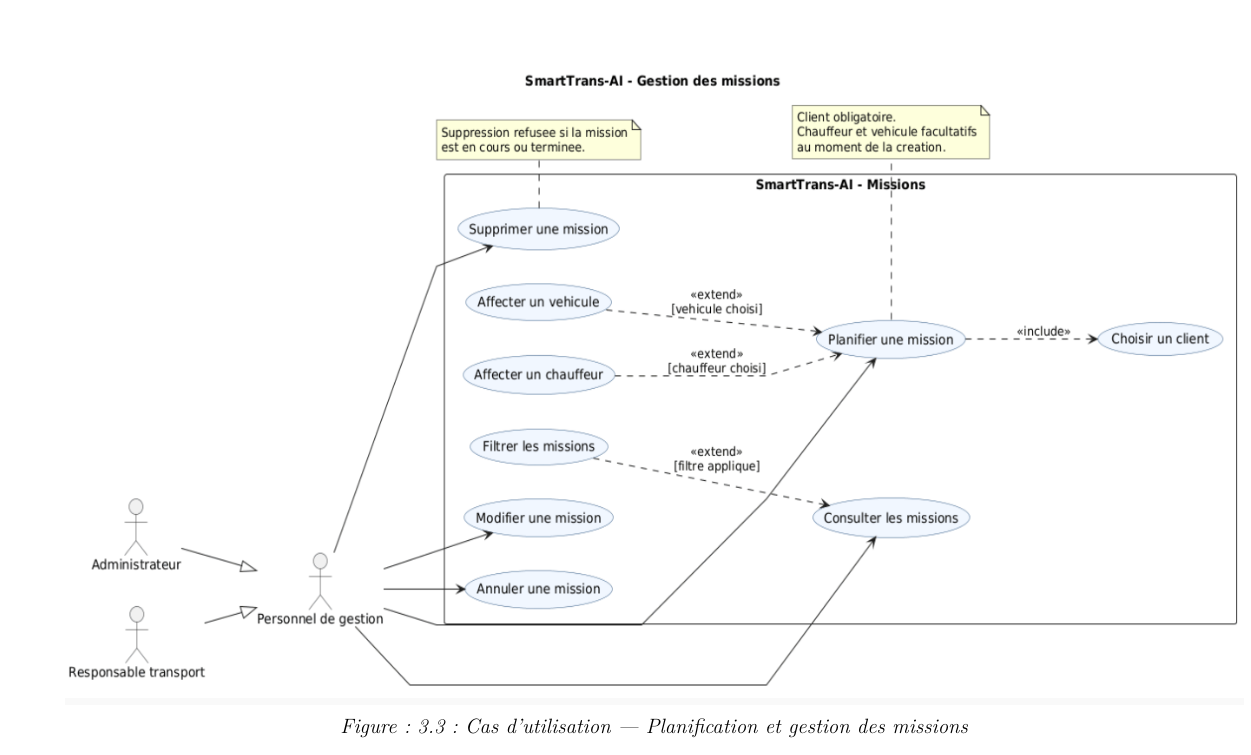 SmartTrans-AI - Gestion des missions
Suppression refusee si la mission
est en cours ou terminee.
Client obligatoire.
Chauffeur et vehicule facultatifs
au moment de la creation.
SmartTrans-AI - Missions
Supprimer une mission
Affecter un vehicule
«extend»
[vehicule choisi]
Planifier une mission
«include»
Choisir un client
Affecter un chauffeur
«extend»
[chauffeur choisi]
Filtrer les missions
«extend»
[filtre applique]
Modifier une mission
Consulter les missions
Annuler une mission
Administrateur
Personnel de gestion
Responsable transport
Figure : 3.3 : Cas d'utilisation — Planification et gestion des missions